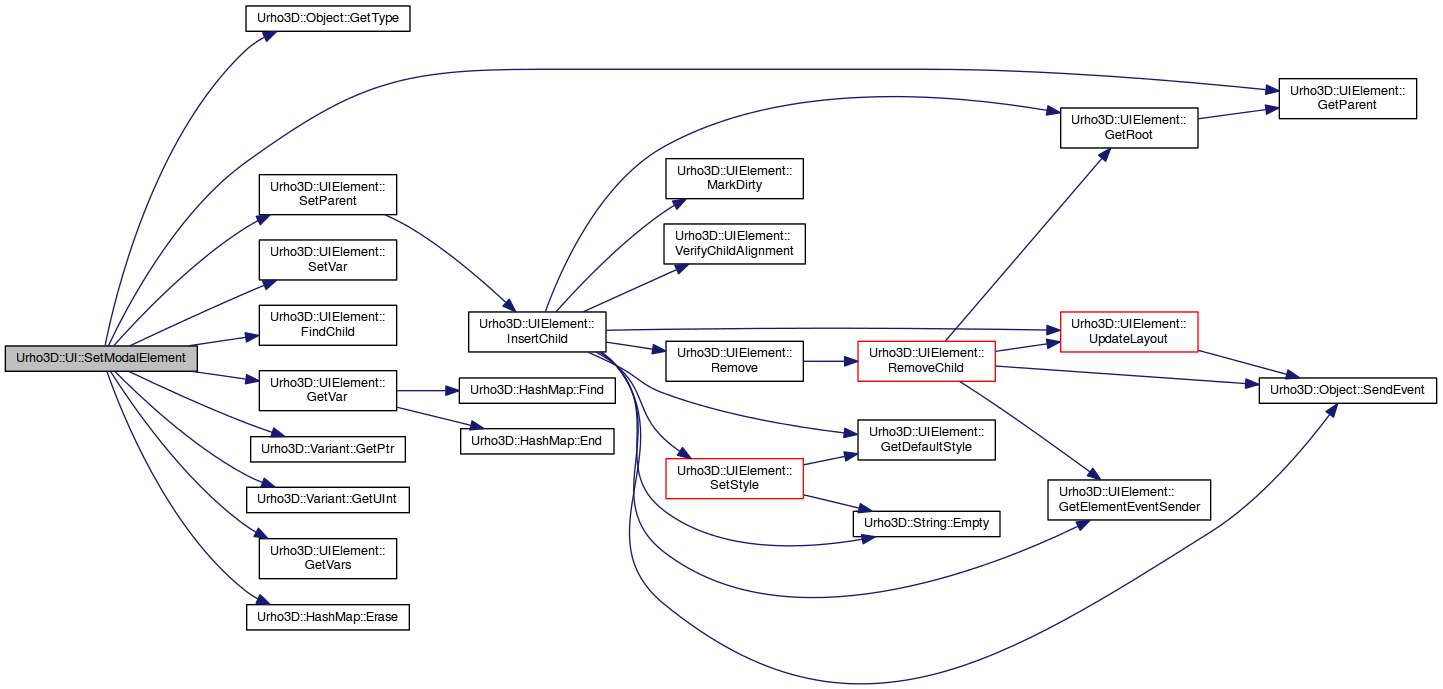 Urho3D::Object::GetType
Urho3D::UIElement::
GetParent
Urho3D::UIElement::
GetRoot
Urho3D::UIElement::
MarkDirty
Urho3D::UIElement::
SetParent
Urho3D::UIElement::
VerifyChildAlignment
Urho3D::UIElement::
SetVar
Urho3D::UIElement::
FindChild
Urho3D::UIElement::
InsertChild
Urho3D::UIElement::
UpdateLayout
Urho3D::UI::SetModalElement
Urho3D::UIElement::
Remove
Urho3D::UIElement::
RemoveChild
Urho3D::UIElement::
GetVar
Urho3D::HashMap::Find
Urho3D::Object::SendEvent
Urho3D::HashMap::End
Urho3D::UIElement::
GetDefaultStyle
Urho3D::Variant::GetPtr
Urho3D::UIElement::
SetStyle
Urho3D::Variant::GetUInt
Urho3D::UIElement::
GetElementEventSender
Urho3D::String::Empty
Urho3D::UIElement::
GetVars
Urho3D::HashMap::Erase